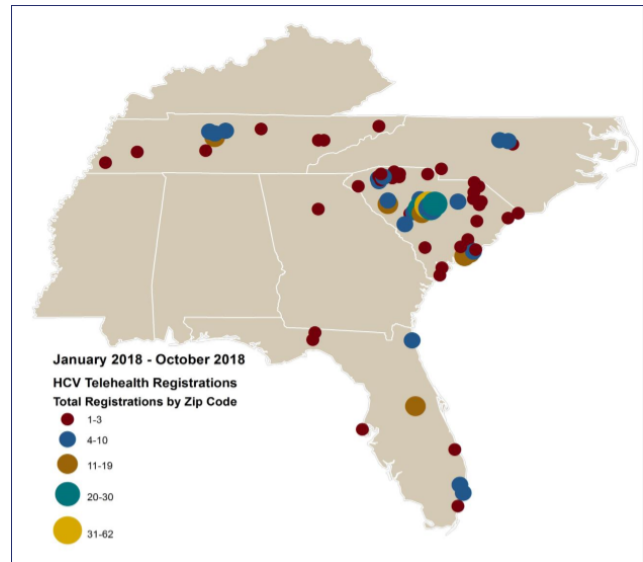 January 2018 - October 2018
HCV Telehealth Registrations
Total Registrations by Zip Code
1-3
4-10
11-19
20-30
31-62